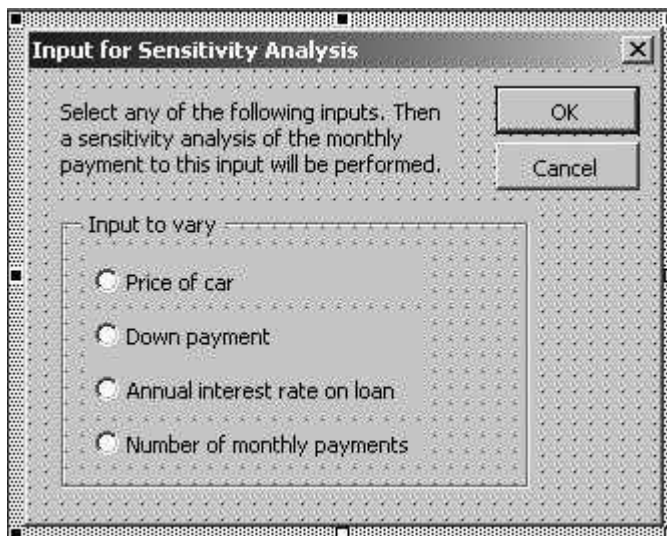 Input for Sensitivity Analysis
Select any of the following inputs. Then
a sensitivity analysis of the monthly
payment to this input will be performed.
OK
Cancel
Input to vary
Price of car
Down payment
Annual interest rate on loan
Number of monthly payments